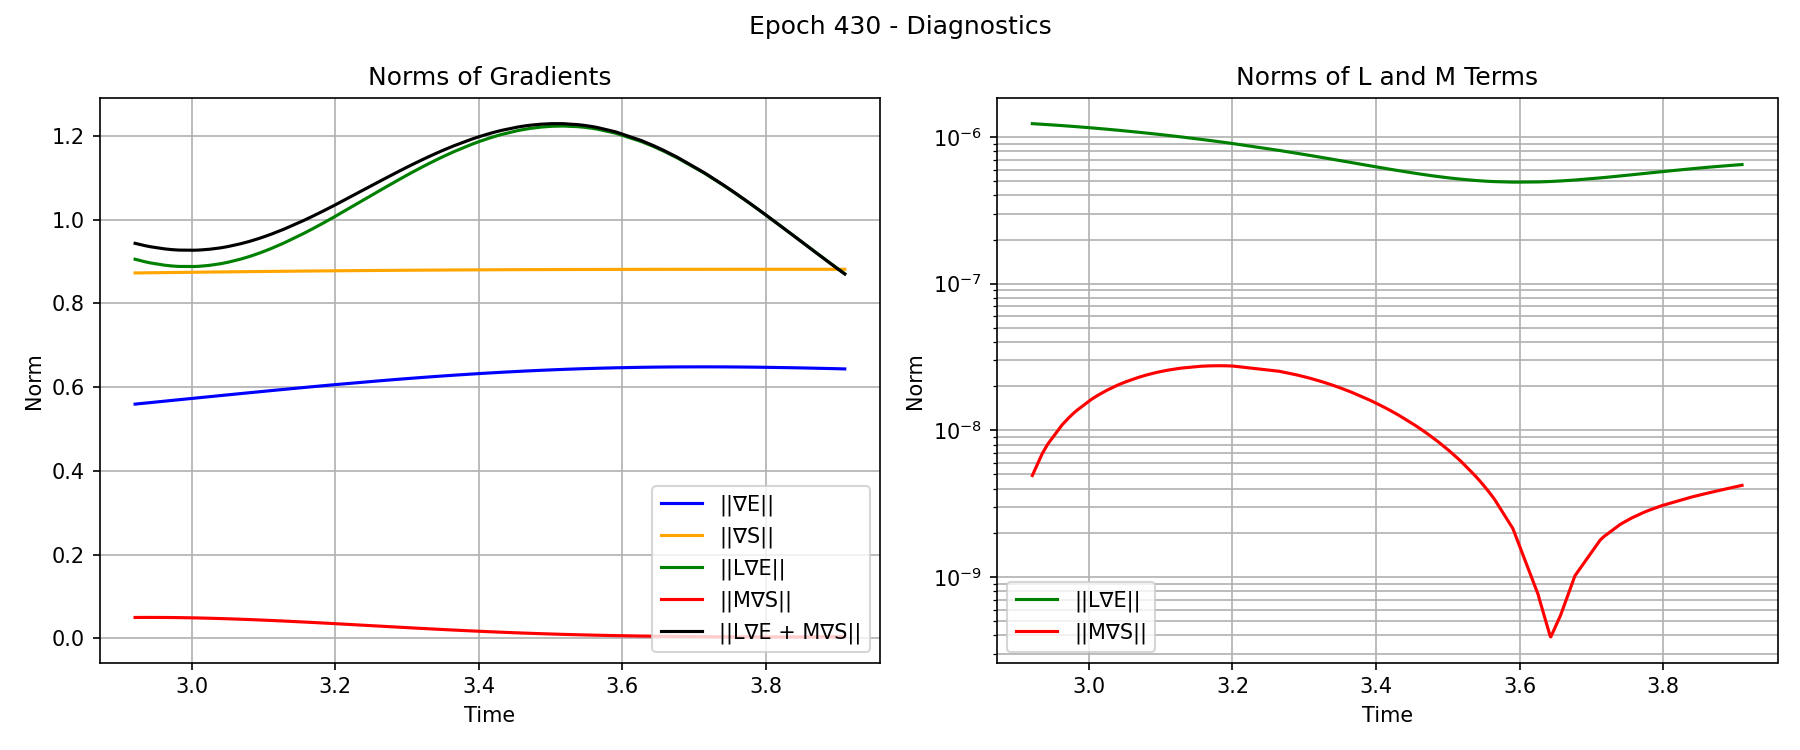 Epoch 430 - Diagnostics
Norms of Gradients
Norm
1.2
1.0
0.8
0.6
0.4
0.2
0.0
||∇E||
||∇S||
||L∇E||
||M∇S||
||L∇E + M∇S||
3.0 3.2 3.4 3.6 3.8
Time
Norms of L and M Terms
Norm
10⁻⁶
10⁻⁷
10⁻⁸
10⁻⁹
||L∇E||
||M∇S||
3.0 3.2 3.4 3.6 3.8
Time